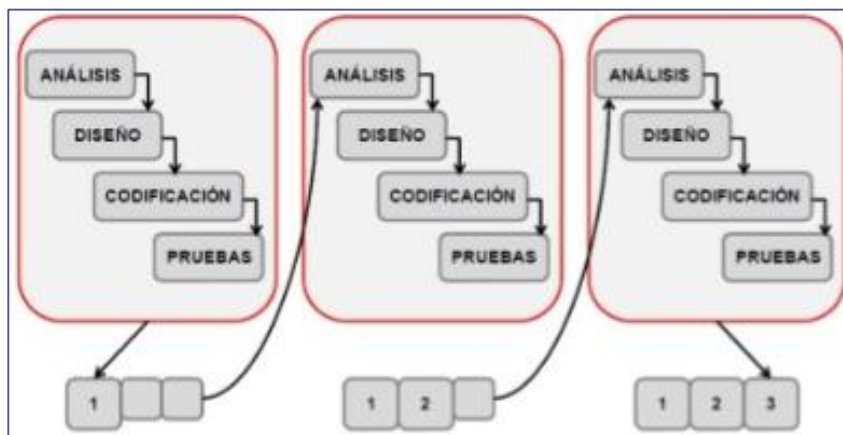 ANÁLISIS
DISEÑO
CODIFICACIÓN
PRUEBAS
1
ANÁLISIS
DISEÑO
CODIFICACIÓN
PRUEBAS
1 2
ANÁLISIS
DISEÑO
CODIFICACIÓN
PRUEBAS
1 2 3